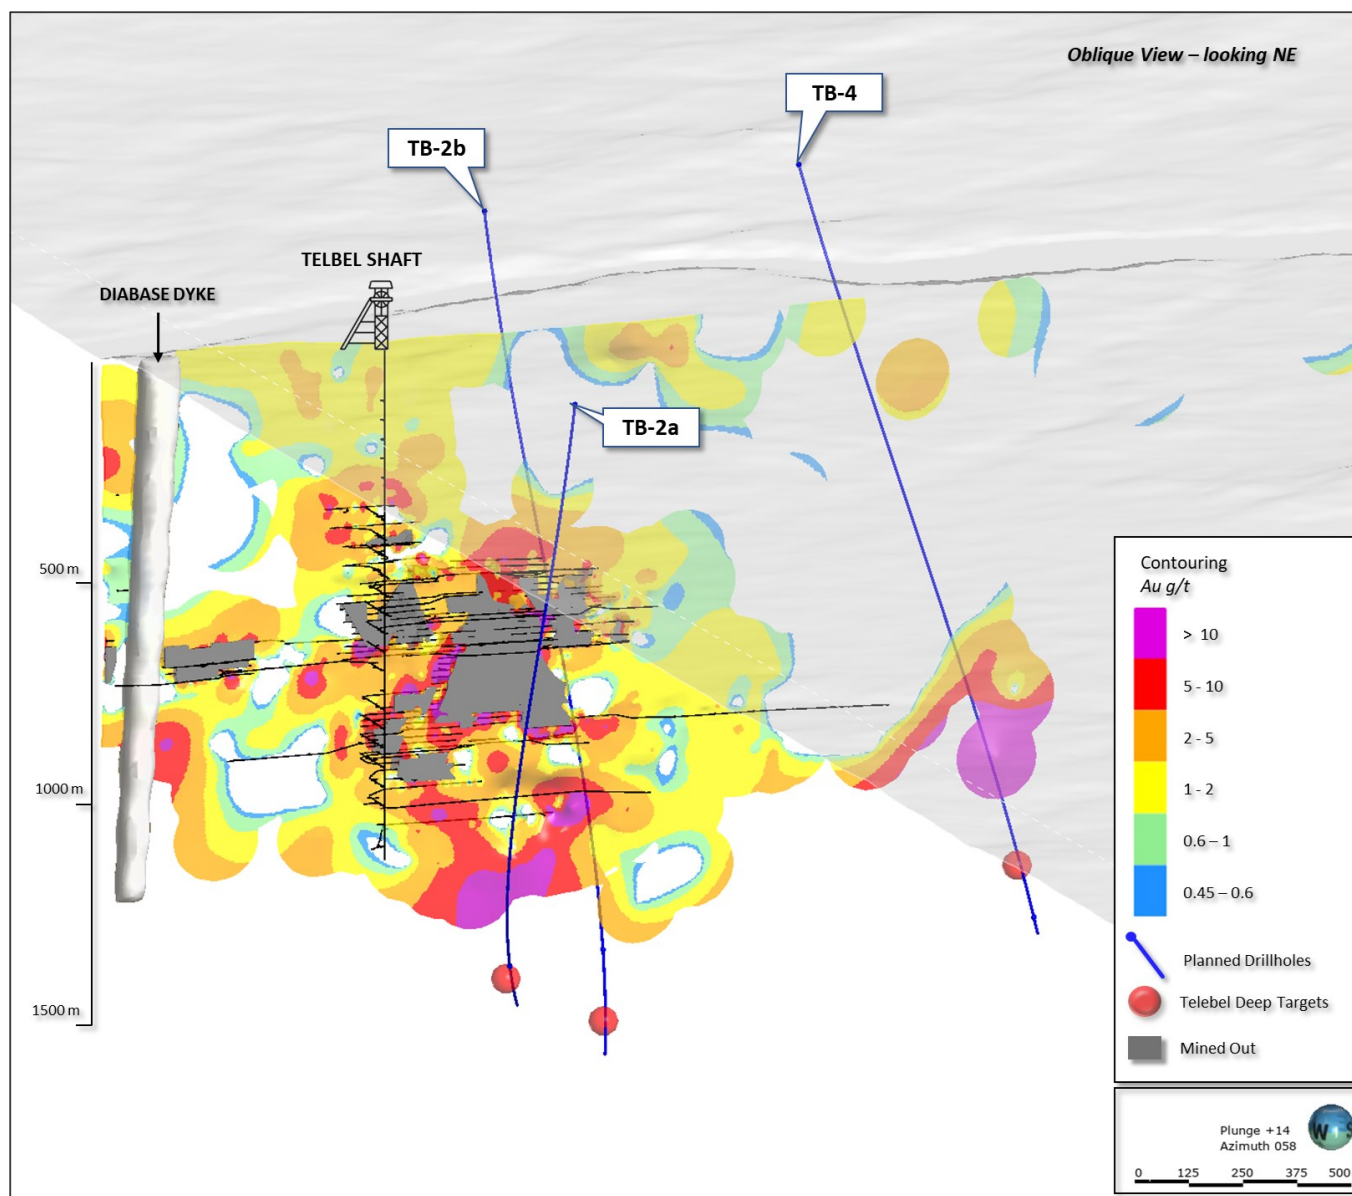 Oblique View – looking NE
TB-4
TB-2b
TELBEL SHAFT
DIABASE DYKE
TB-2a
500 m
1000 m
1500 m
Contouring
Au g/t
> 10
5 - 10
2 - 5
1 - 2
0.6 – 1
0.45 – 0.6
Planned Drillholes
Telebel Deep Targets
Mined Out
Plunge +14
Azimuth 058
W S
0 125 250 375 500